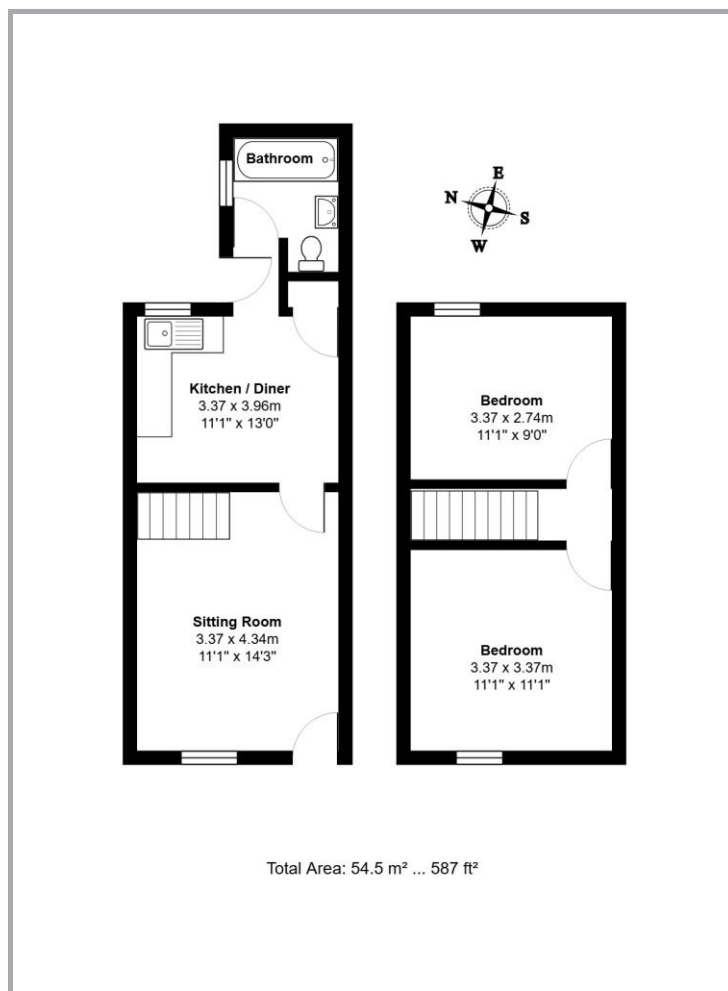 Bathroom
E
N
S
W
Kitchen / Diner
3.37 x 3.96m
11'1" x 13'0"
Bedroom
3.37 x 2.74m
11'1" x 9'0"
Sitting Room
3.37 x 4.34m
11'1" x 14'3"
Bedroom
3.37 x 3.37m
11'1" x 11'1"
Total Area: 54.5 m² ... 587 ft²